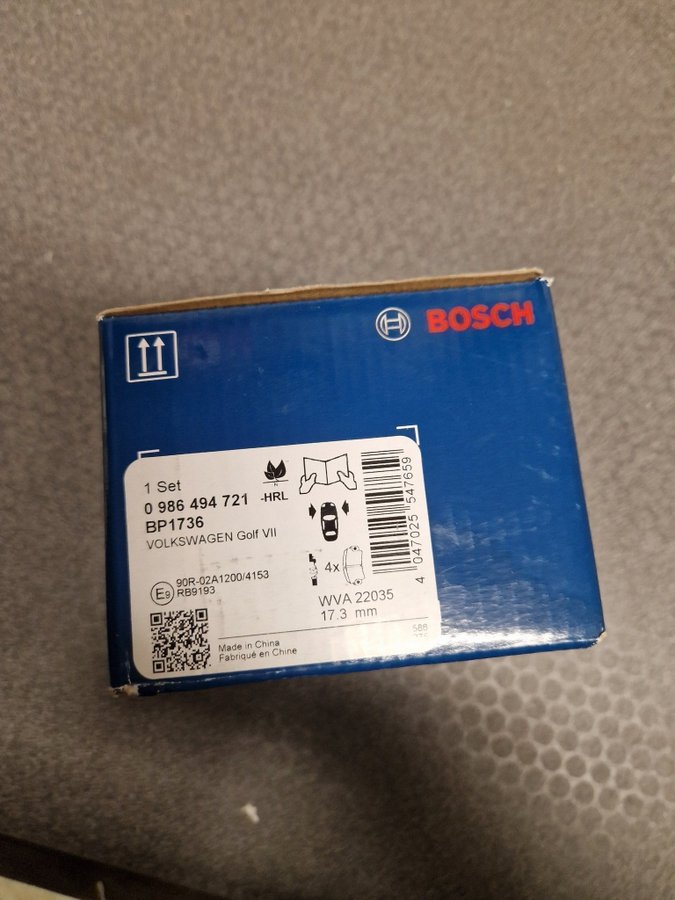 BOSCH
1 Set
0 986 494 721 -HRL
BP1736
VOLKSWAGEN Golf VII
N
4x
E9 90R-02A1200/4153
RB9193
WVA 22035
17.3 mm
Made in China
Fabriqué en Chine
4 047025 547659